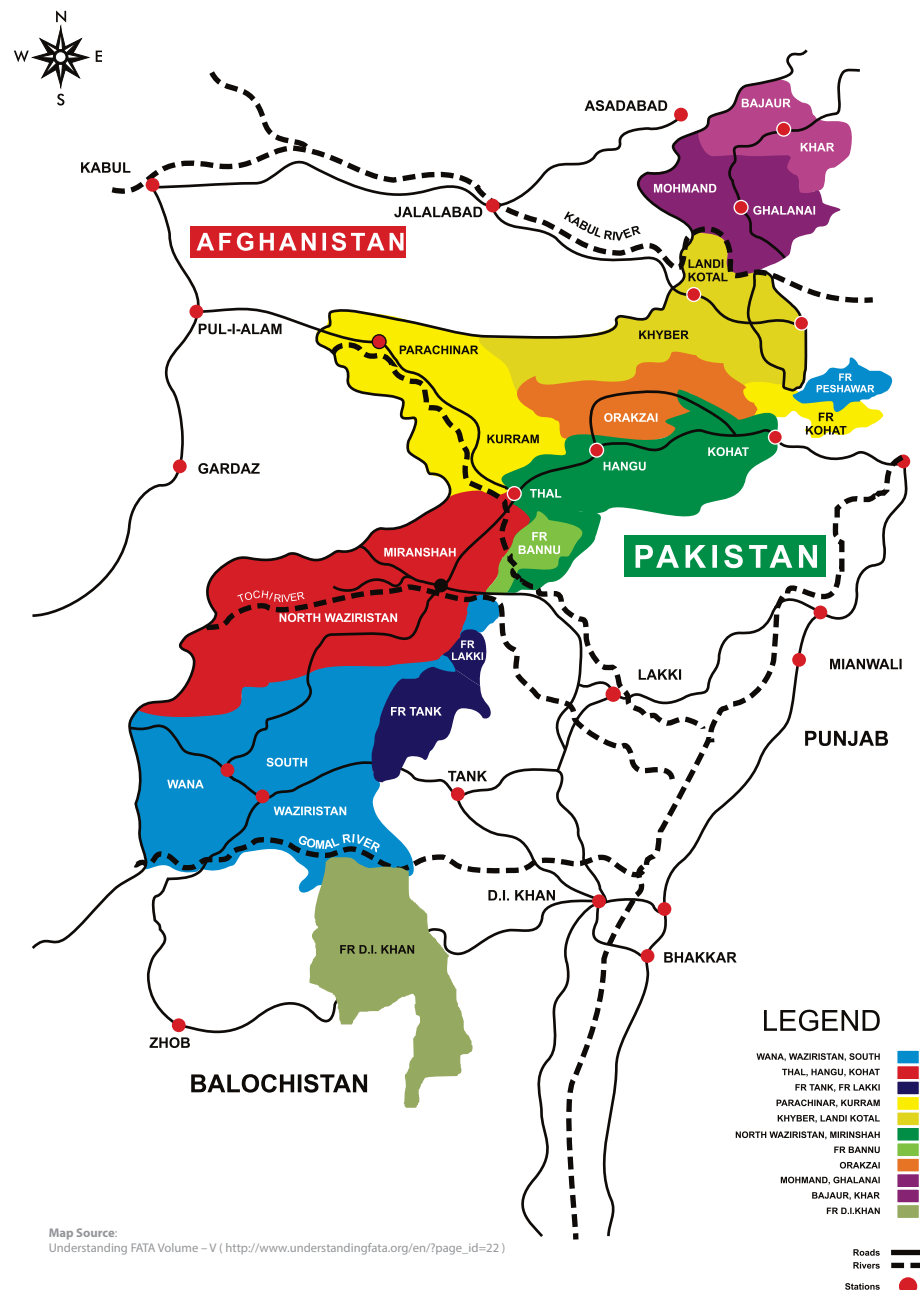 N
W E
S
ASADABAD
BAJAUR
KHAR
KABUL
MOHMAND
GHALANAI
JALALABAD
KABUL RIVER
AFGHANISTAN
LANDI
KOTAL
PUL-I-ALAM
KHYBER
PARACHINAR
FR
PESHAWAR
ORAKZAI
FR
KOHAT
KURRAM
KOHAT
HANGU
GARDAZ
THAL
FR
BANNU
PAKISTAN
MIRANSHAH
TOCHI RIVER
NORTH WAZIRISTAN
FR
LAKKI
LAKKI
MIANWALI
FR TANK
PUNJAB
SOUTH
WANA
TANK
WAZIRISTAN
GOMAL RIVER
D.I. KHAN
FR D.I. KHAN
BHAKKAR
ZHOB
BALOCHISTAN
LEGEND
WANA, WAZIRISTAN, SOUTH
THAL, HANGU, KOHAT
FR TANK, FR LAKKI
PARACHINAR, KURRAM
KHYBER, LANDI KOTAL
NORTH WAZIRISTAN, MIRINSHAH
FR BANNU
ORAKZAI
MOHMAND, GHALANAI
BAJAUR, KHAR
FR D.I.KHAN
Roads
Rivers
Stations
Map Source:
Understanding FATA Volume – V ( http://www.understandingfata.org/en/?page_id=22 )